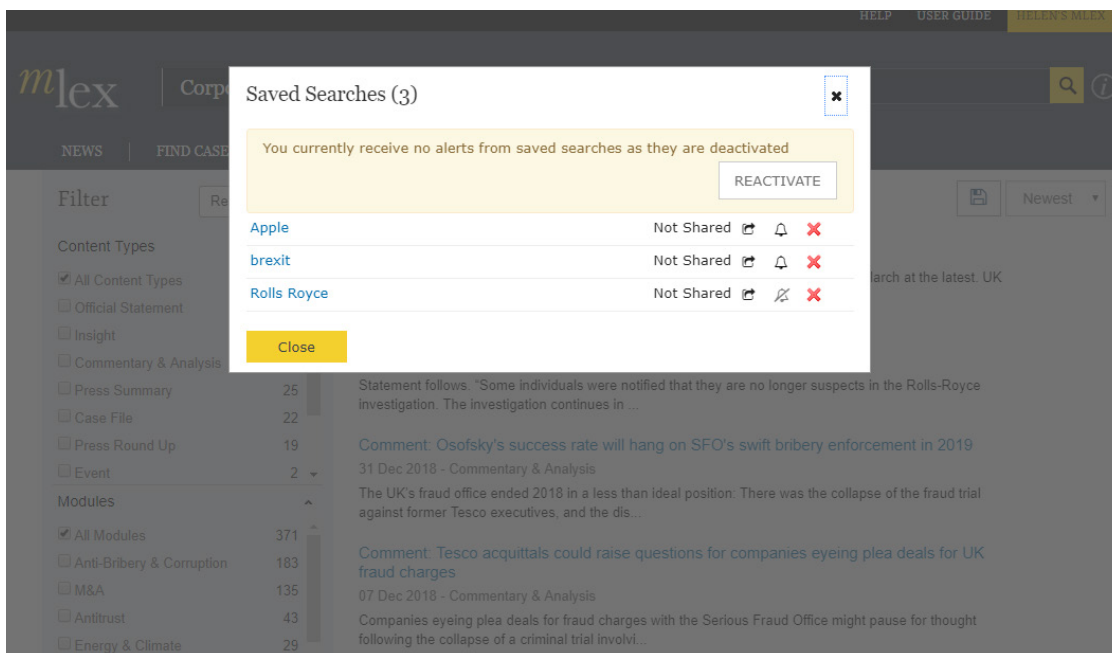 HELP USER GUIDE HELEN'S MLEX
mlex Corpo
NEWS FIND CASE
Saved Searches (3)
You currently receive no alerts from saved searches as they are deactivated
REACTIVATE
Apple Not Shared
brexit Not Shared
Rolls Royce Not Shared
Close
Filter Re
Newest
Content Types
All Content Types
Official Statement
Insight
Commentary & Analysis
Press Summary 25
Case File 22
Press Round Up 19
Event 2
Modules
All Modules 371
Anti-Bribery & Corruption 183
M&A 135
Antitrust 43
Energy & Climate 29
larch at the latest. UK
Statement follows. "Some individuals were notified that they are no longer suspects in the Rolls-Royce
investigation. The investigation continues in ...
Comment: Osofsky's success rate will hang on SFO's swift bribery enforcement in 2019
31 Dec 2018 - Commentary & Analysis
The UK's fraud office ended 2018 in a less than ideal position: There was the collapse of the fraud trial
against former Tesco executives, and the dis...
Comment: Tesco acquittals could raise questions for companies eyeing plea deals for UK
fraud charges
07 Dec 2018 - Commentary & Analysis
Companies eyeing plea deals for fraud charges with the Serious Fraud Office might pause for thought
following the collapse of a criminal trial involvi...